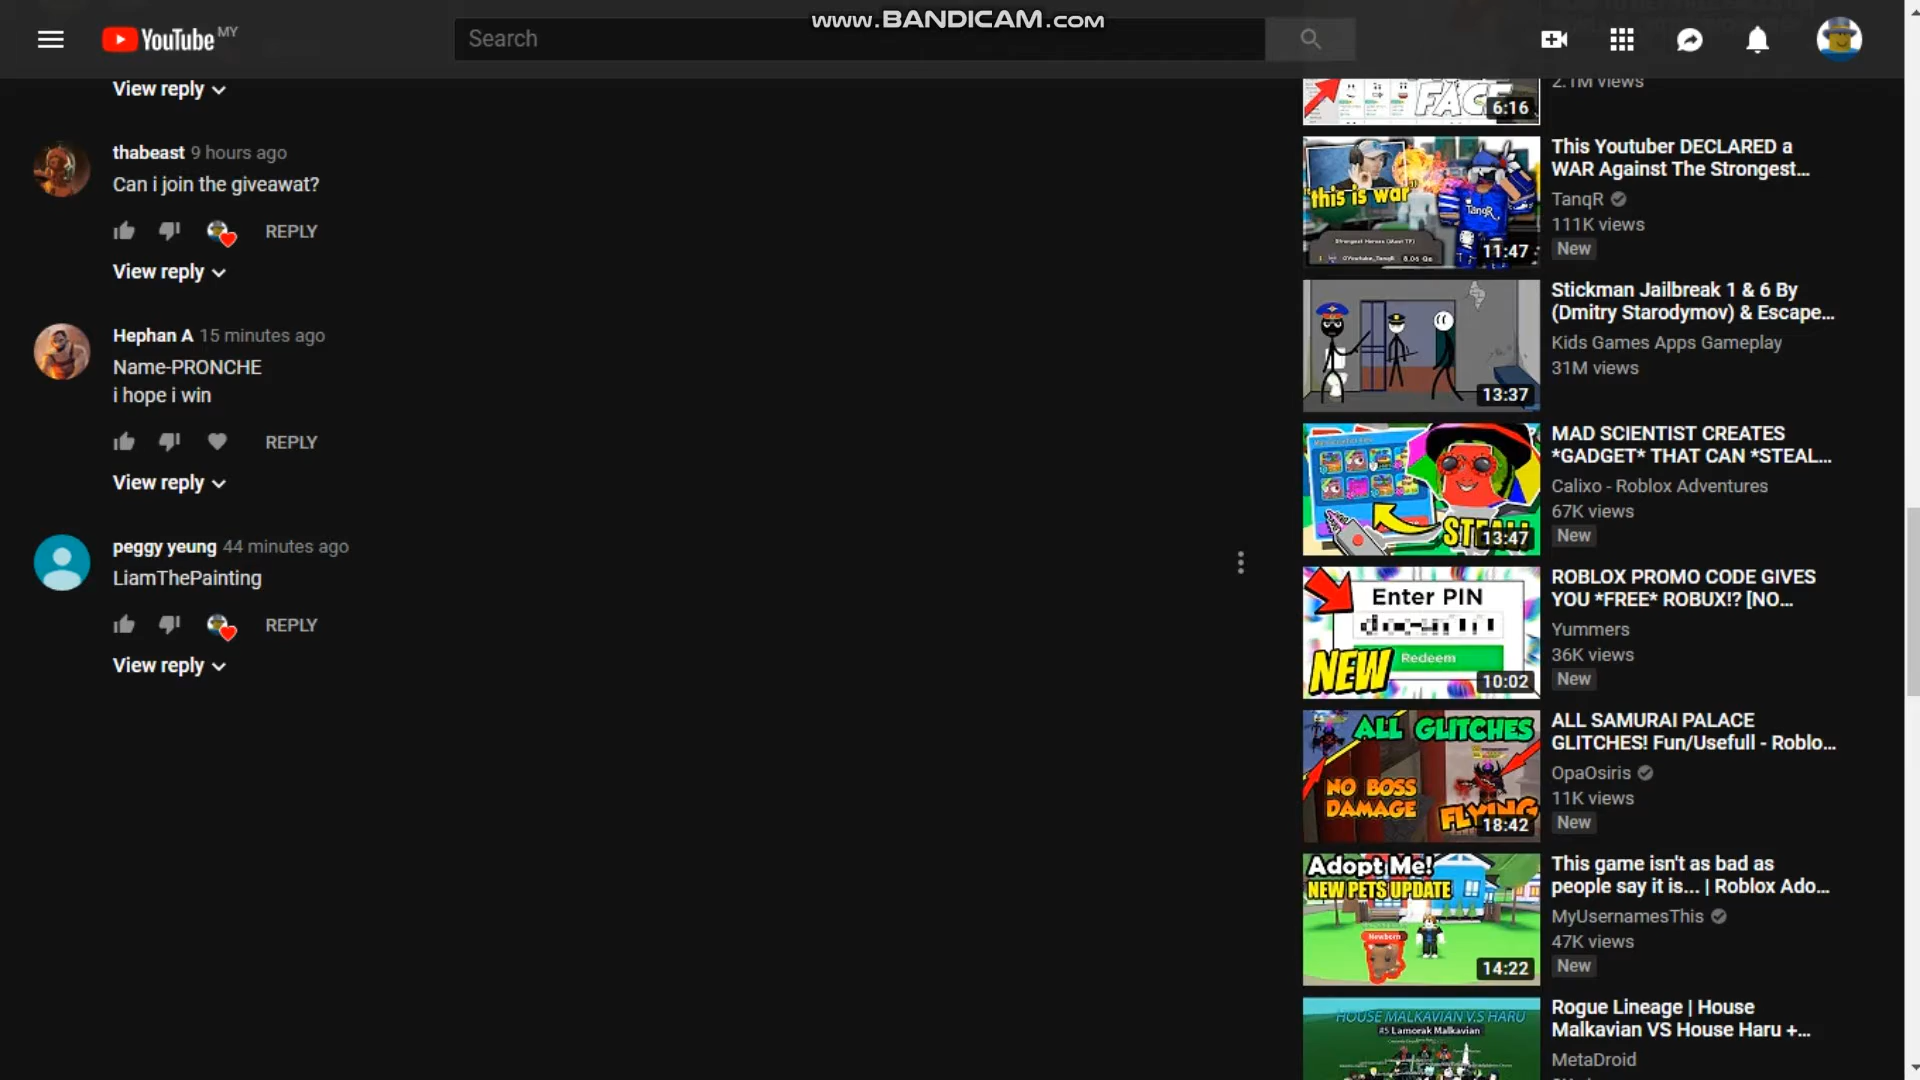 www.BANDICAM.com
YouTube MY
Search
View reply
thabeast 9 hours ago
Can i join the giveawat?
REPLY
View reply
Hephan A 15 minutes ago
Name-PRONCHE
i hope i win
REPLY
View reply
peggy yeung 44 minutes ago
LiamThePainting
REPLY
View reply
FACE
6:16
2.1M views
this is war
TanqR
11:47
This Youtuber DECLARED a
WAR Against The Strongest...
TanqR
111K views
New
13:37
Stickman Jailbreak 1 & 6 By
(Dmitry Starodymov) & Escape...
Kids Games Apps Gameplay
31M views
13:47
MAD SCIENTIST CREATES
*GADGET* THAT CAN *STEAL...
Calixo - Roblox Adventures
67K views
New
Enter PIN
Redeem
NEW
10:02
ROBLOX PROMO CODE GIVES
YOU *FREE* ROBUX!? [NO...
Yummers
36K views
New
ALL GLITCHES
NO BOSS
DAMAGE
FLYING
18:42
ALL SAMURAI PALACE
GLITCHES! Fun/Usefull - Roblo...
OpaOsiris
11K views
New
Adopt Me!
NEW PETS UPDATE
Newborn
14:22
This game isn't as bad as
people say it is... | Roblox Ado...
MyUsernamesThis
47K views
New
HOUSE MALKAVIAN V.S HARU
#5 Lamorak Malkavian
Rogue Lineage | House
Malkavian VS House Haru +...
MetaDroid